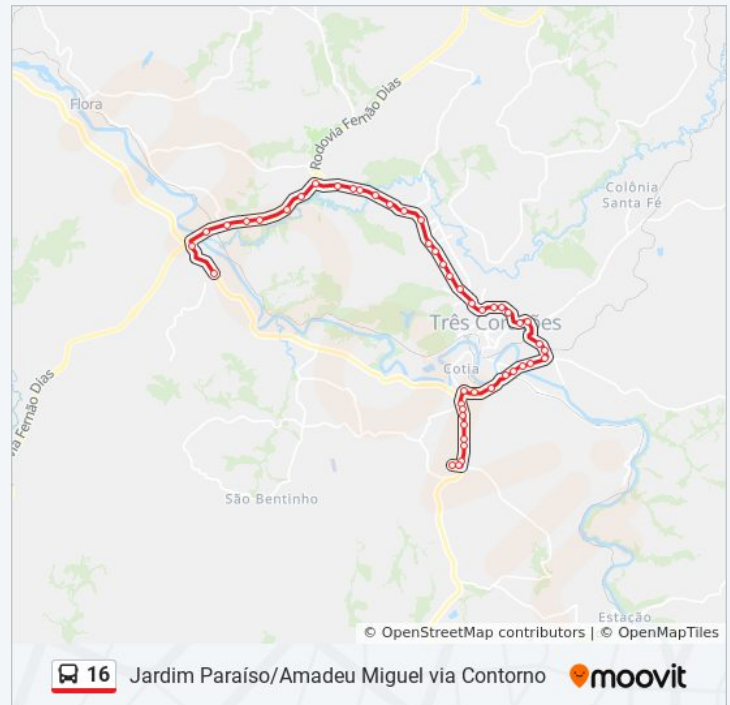 Flora
Rodovia Fernão Dias
Colônia
Santa Fé
Três Corações
Cotia
via Fernão Dias
São Bentinho
Estação
© OpenStreetMap contributors | © OpenMapTiles
16 Jardim Paraíso/Amadeu Miguel via Contorno moovit